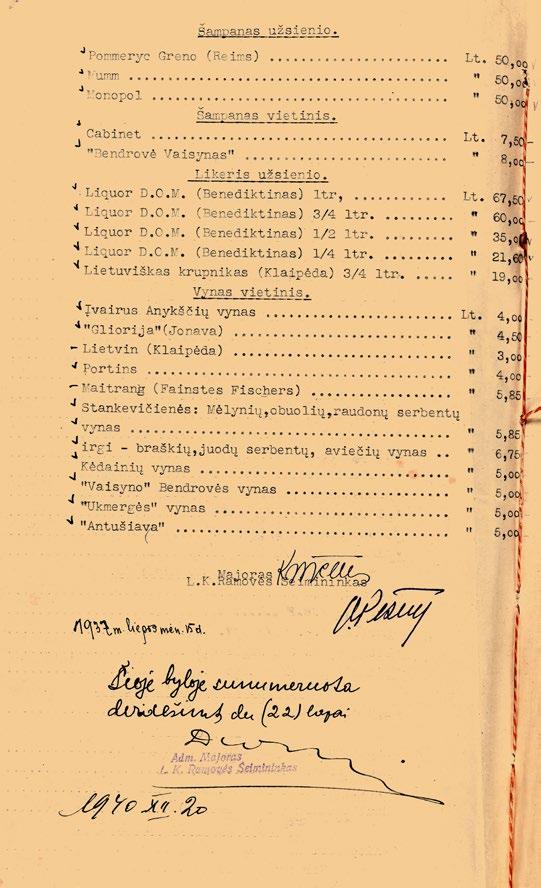 Šampanas užsienio.
Pommeryc Greno (Reims) Lt. 50,00
Mumm " 50,00
Monopol " 50,00
Šampanas vietinis.
Cabinet Lt. 7,50
"Bendrovė Vaisynas" " 8,00
Likeris užsienio.
Liquor D.O.M. (Benediktinas) ltr, Lt. 67,50
Liquor D.O.M. (Benediktinas) 3/4 ltr. " 60,00
Liquor D.O.M. (Benediktinas) 1/2 ltr. " 35,00
Liquor D.O.M. (Benediktinas) 1/4 ltr. " 21,60
Lietuviškas krupnikas (Klaipėda) 3/4 ltr. " 19,00
Vynas vietinis.
Įvairus Anykščių vynas Lt. 4,00
"Gliorija"(Jonava) " 4,50
Lietvin (Klaipėda) " 3,00
Portins " 4,00
Maitrang (Fainstes Fischers) " 5,85
Stankevičienės: Mėlynių,obuolių,raudonų serbentų
vynas " 5,85
irgi - braškių,juodų serbentų, aviečių vynas .. " 6,75
Kėdainių vynas " 5,00
"Vaisyno" Bendrovės vynas " 5,00
"Ukmergės" vynas " 5,00
"Antušiava" " 5,00
Majoras
L.K.Ramovės Šeimininkas
1937 m. liepos mėn. 15 d.
Šioje byloje sunumeruota
dvidešimt du (22) lapai
Adm. Majoras
L. K. Ramovės Šeimininkas
1940 XII. 20